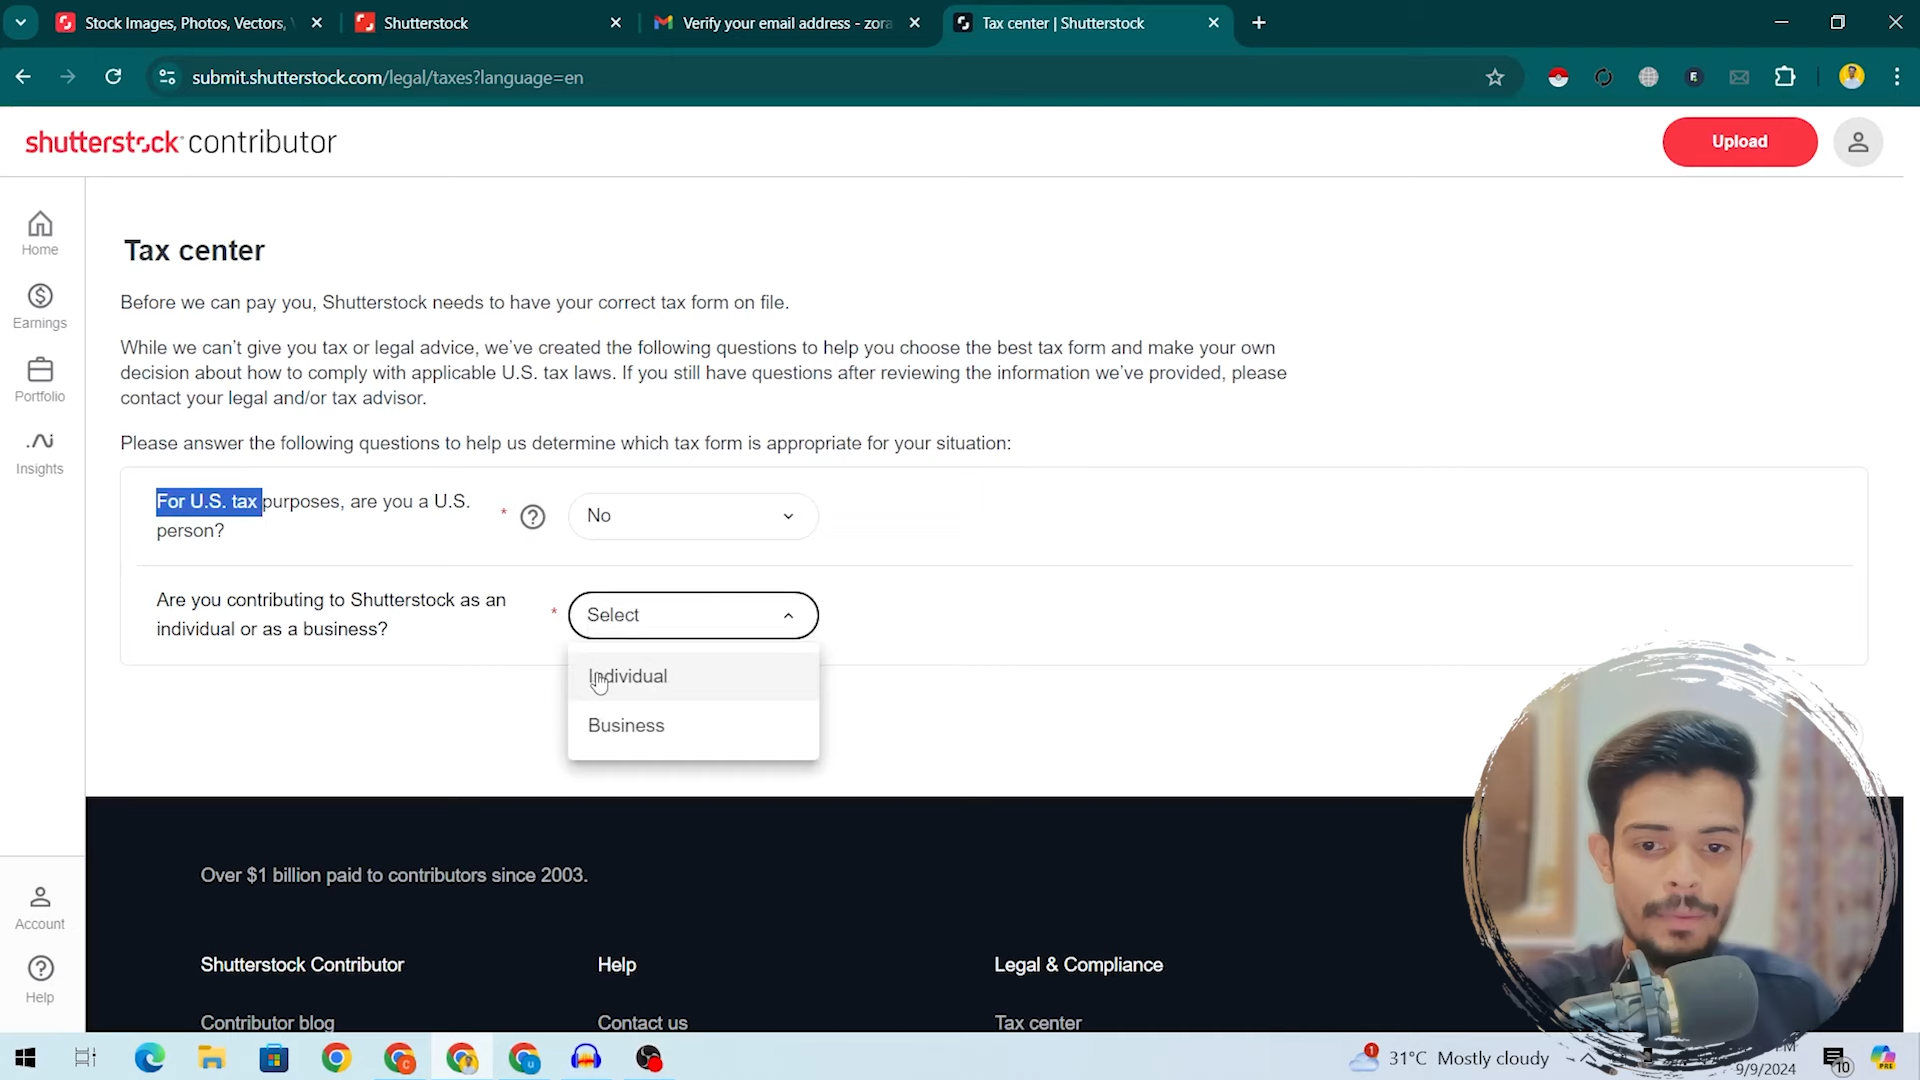 Stock Images, Photos, Vectors,
Shutterstock
Verify your email address - zora
Tax center | Shutterstock
submit.shutterstock.com/legal/taxes?language=en
shutterstock contributor
Upload
Home
Earnings
Portfolio
Insights
Tax center
Before we can pay you, Shutterstock needs to have your correct tax form on file.
While we can't give you tax or legal advice, we've created the following questions to help you choose the best tax form and make your own
decision about how to comply with applicable U.S. tax laws. If you still have questions after reviewing the information we've provided, please
contact your legal and/or tax advisor.
Please answer the following questions to help us determine which tax form is appropriate for your situation:
For U.S. tax purposes, are you a U.S.
person?
*
No
Are you contributing to Shutterstock as an
individual or as a business?
*
Select
Individual
Business
Over $1 billion paid to contributors since 2003.
Account
Help
Shutterstock Contributor
Help
Legal & Compliance
Contributor blog
Contact us
Tax center
31°C Mostly cloudy
9/9/2024
10